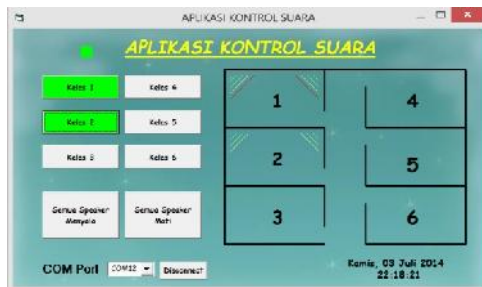 APLIKASI KONTROL SUARA
APLIKASI KONTROL SUARA
Kelas 1
Kelas 4
Kelas 2
Kelas 5
Kelas 3
Kelas 6
Semua Speaker
Menyala
Semua Speaker
Mati
1
4
2
5
3
6
COM Port
COM12
Disconnect
Kamis, 03 Juli 2014
22:18:21